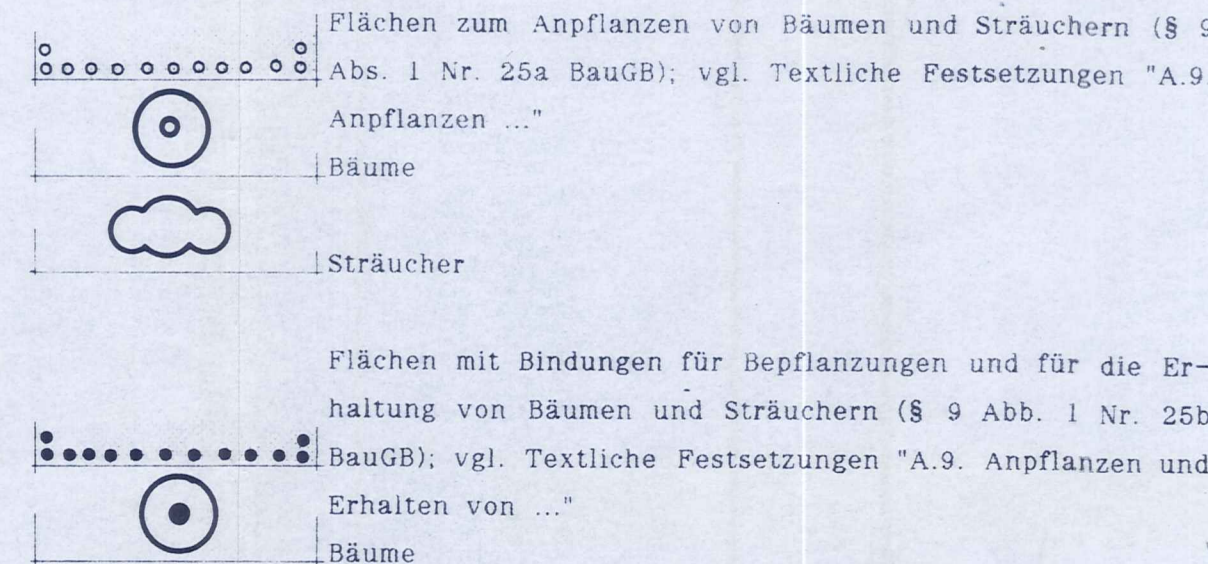 Flächen zum Anpflanzen von Bäumen und Sträuchern (§ 9
Abs. 1 Nr. 25a BauGB); vgl. Textliche Festsetzungen "A.9.
Anpflanzen ..."
Bäume
Sträucher
Flächen mit Bindungen für Bepflanzungen und für die Er-
haltung von Bäumen und Sträuchern (§ 9 Abb. 1 Nr. 25b
BauGB); vgl. Textliche Festsetzungen "A.9. Anpflanzen und
Erhalten von ..."
Bäume